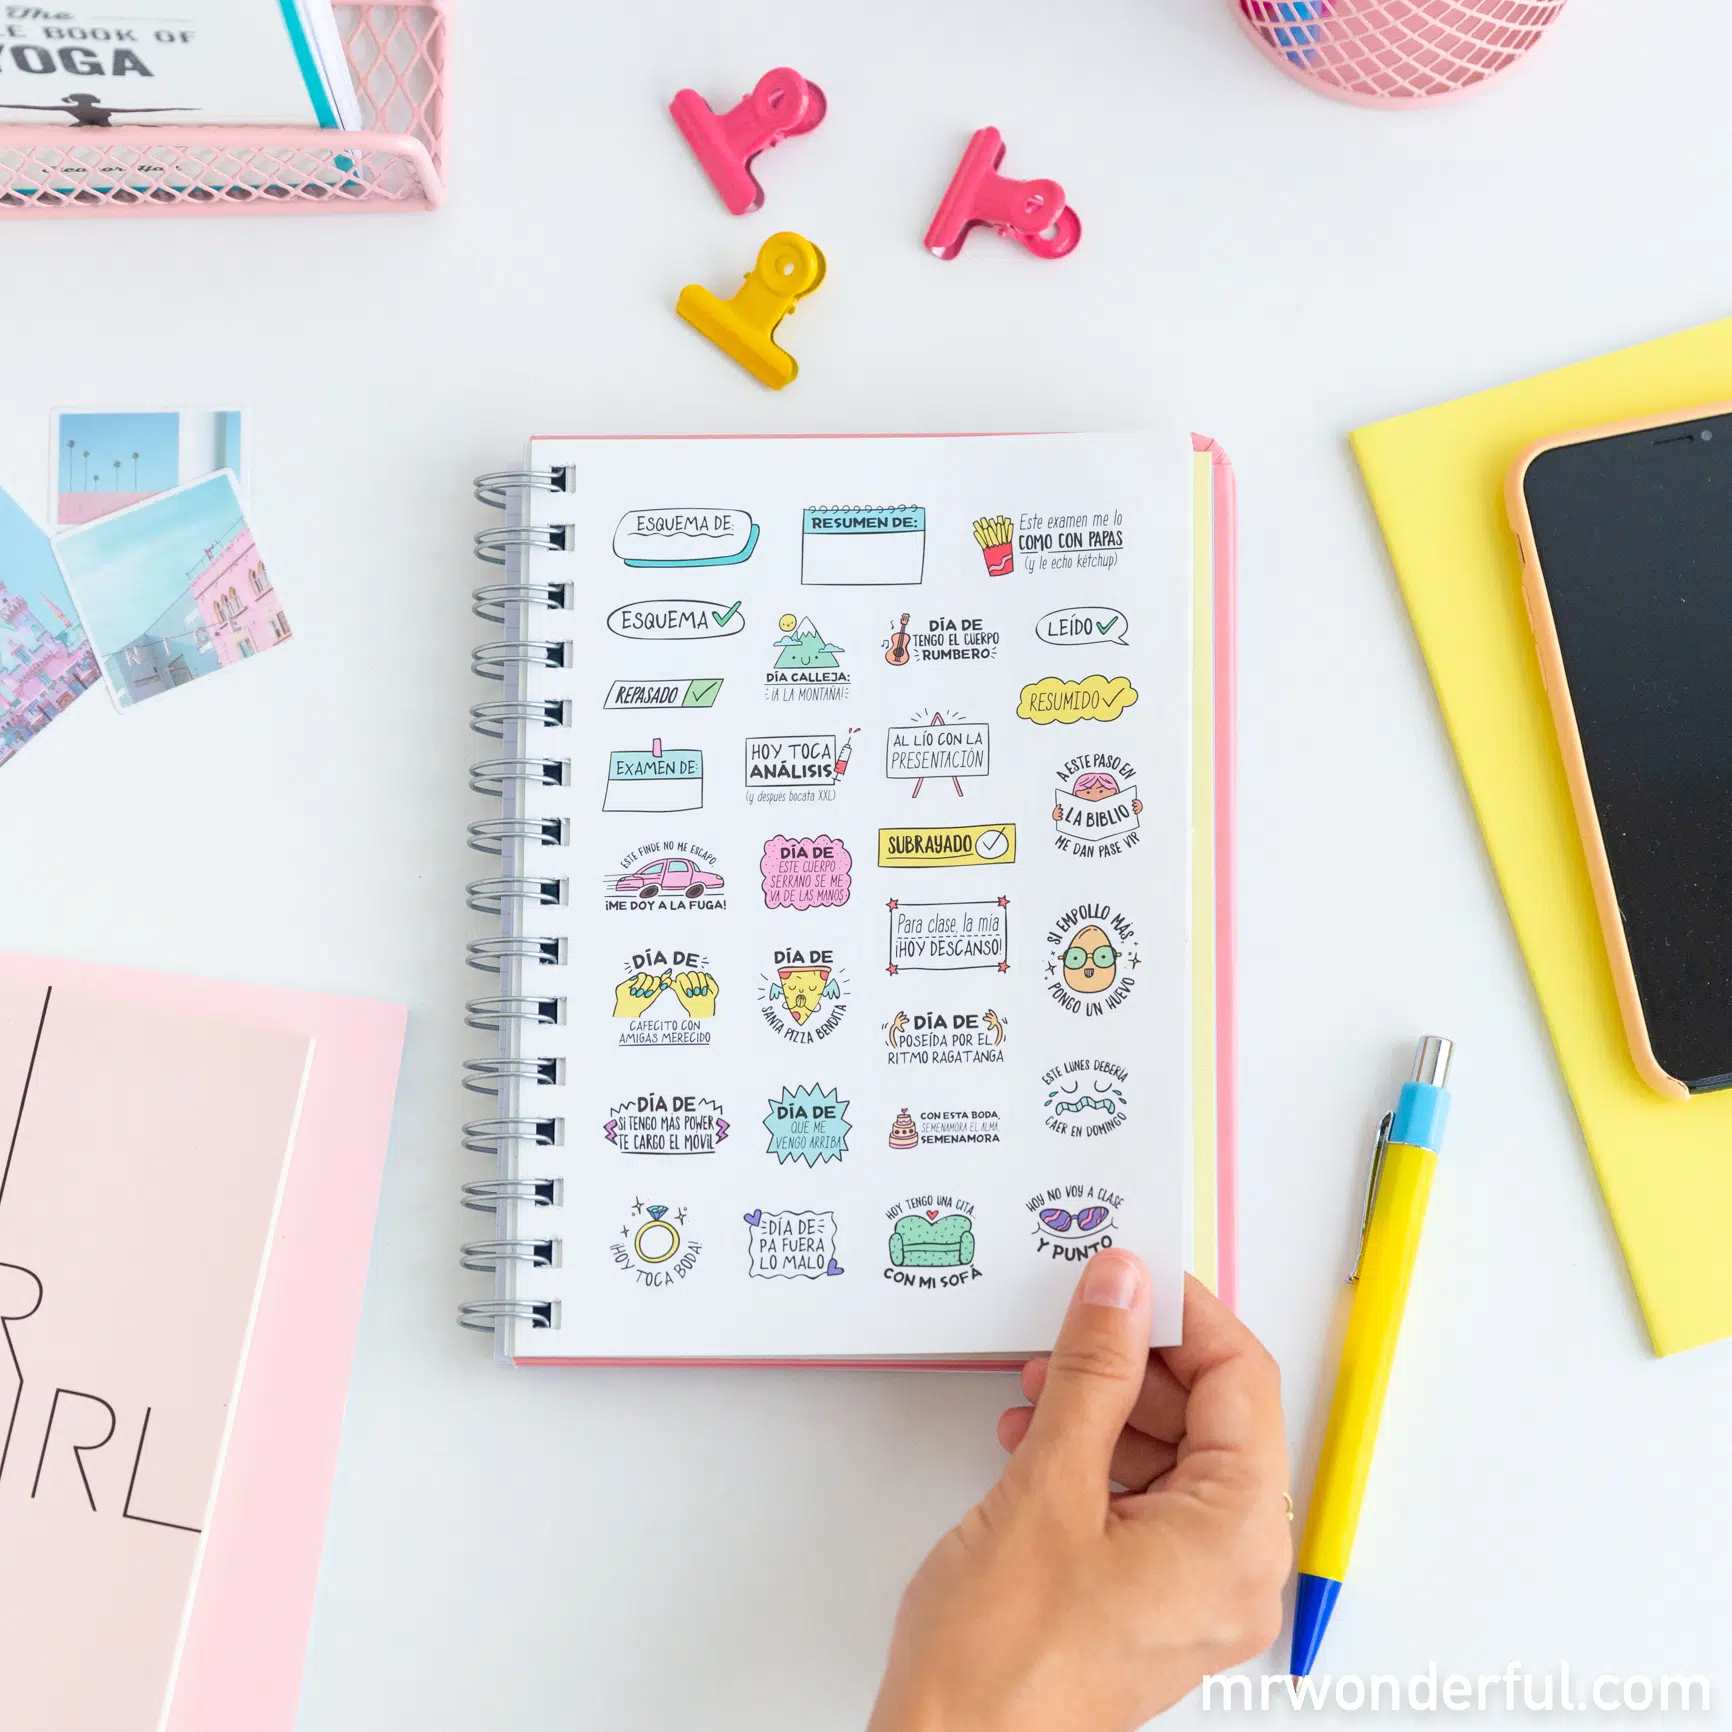 The
LE BOOK OF
YOGA
ESQUEMA DE:
RESUMEN DE:
Este examen me lo
COMO CON PAPAS
(y le echo kétchup)
ESQUEMA
DÍA CALLEJA:
¡A LA MONTAÑA!
DÍA DE
TENGO EL CUERPO
RUMBERO
LEÍDO
REPASADO
RESUMIDO
EXAMEN DE:
HOY TOCA
ANÁLISIS
(y después bocata XXL)
AL LÍO CON LA
PRESENTACIÓN
A ESTE PASO EN
LA BIBLIO
ME DAN PASE VIP
ESTE FINDE NO ME ESCAPO,
¡ME DOY A LA FUGA!
DÍA DE
ESTE CUERPO
SERRANO SE ME
VA DE LAS MANOS
SUBRAYADO
Para clase, la mía
¡HOY DESCANSO!
SI EMPOLLO MÁS,
PONGO UN HUEVO
DÍA DE
CAFECITO CON
AMIGAS MERECIDO
DÍA DE
SANTA PIZZA BENDITA
DÍA DE
POSEÍDA POR EL
RITMO RAGATANGA
ESTE LUNES DEBERÍA
CAER EN DOMINGO
DÍA DE
SI TENGO MÁS POWER
TE CARGO EL MÓVIL
DÍA DE
QUE ME
VENGO ARRIBA
CON ESTA BODA,
SEMENAMORA EL ALMA,
SEMENAMORA
¡HOY TOCA BODA!
DÍA DE
PA FUERA
LO MALO
HOY TENGO UNA CITA...
CON MI SOFÁ
HOY NO VOY A CLASE
Y PUNTO
R
IRL
mrwonderful.com